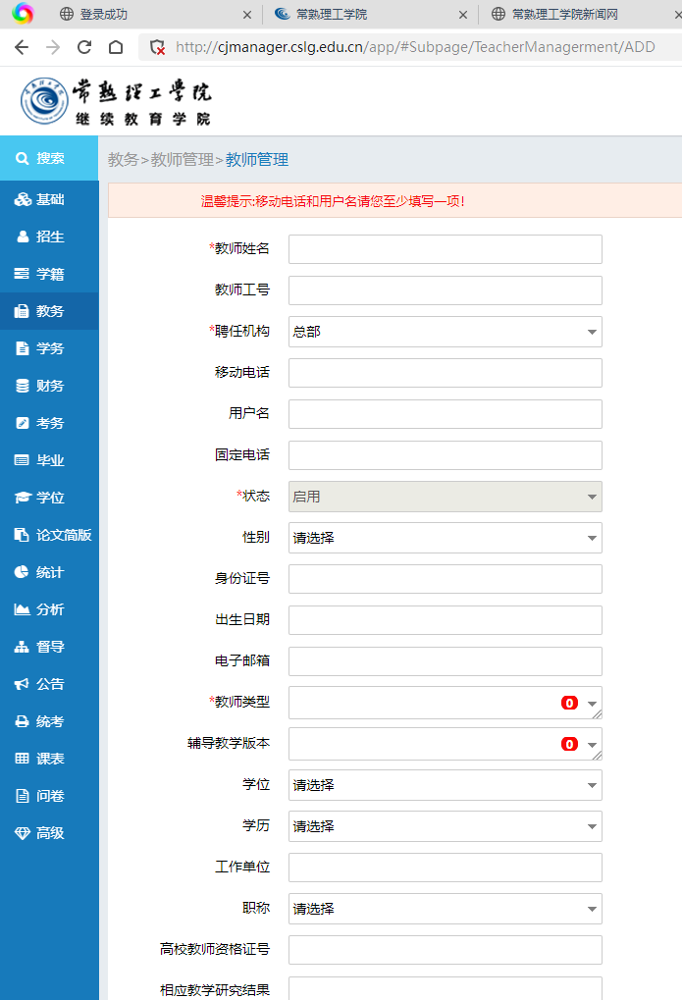 登录成功
常熟理工学院
常熟理工学院新闻网
http://cjmanager.cslg.edu.cn/app/#Subpage/TeacherManagerment/ADD
常熟理工学院
继续教育学院
搜索
基础
招生
学籍
教务
学务
财务
考务
毕业
学位
论文简版
统计
分析
督导
公告
统考
课表
问卷
高级
教务>教师管理>教师管理
温馨提示:移动电话和用户名请您至少填写一项!
*教师姓名
教师工号
*聘任机构 总部
移动电话
用户名
固定电话
*状态 启用
性别 请选择
身份证号
出生日期
电子邮箱
*教师类型 0
辅导教学版本 0
学位 请选择
学历 请选择
工作单位
职称 请选择
高校教师资格证号
相应教学研究结果